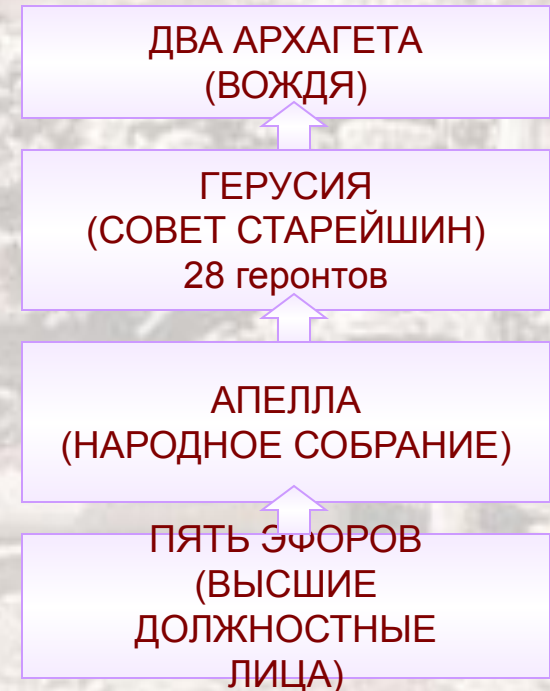 ДВА АРХАГЕТА
(ВОЖДЯ)
ГЕРУСИЯ
(СОВЕТ СТАРЕЙШИН)
28 геронтов
АПЕЛЛА
(НАРОДНОЕ СОБРАНИЕ)
ПЯТЬ ЭФОРОВ
(ВЫСШИЕ
ДОЛЖНОСТНЫЕ
ЛИЦА)